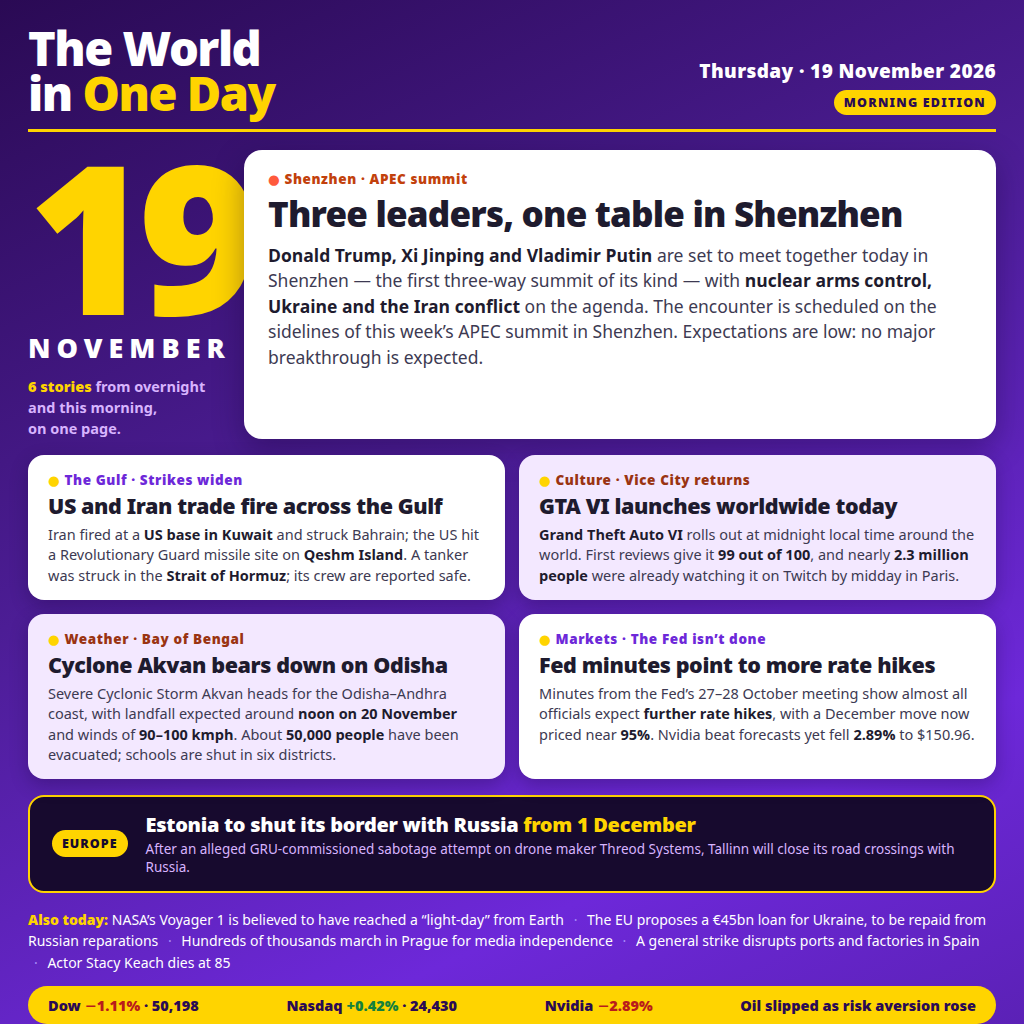 The World
in One Day
Thursday · 19 November 2026
MORNING EDITION
19
NOVEMBER
6 stories from overnight
and this morning,
on one page.
Shenzhen · APEC summit
Three leaders, one table in Shenzhen
Donald Trump, Xi Jinping and Vladimir Putin are set to meet together today in
Shenzhen — the first three-way summit of its kind — with nuclear arms control,
Ukraine and the Iran conflict on the agenda. The encounter is scheduled on the
sidelines of this week’s APEC summit in Shenzhen. Expectations are low: no major
breakthrough is expected.
The Gulf · Strikes widen
US and Iran trade fire across the Gulf
Iran fired at a US base in Kuwait and struck Bahrain; the US hit
a Revolutionary Guard missile site on Qeshm Island. A tanker
was struck in the Strait of Hormuz; its crew are reported safe.
Culture · Vice City returns
GTA VI launches worldwide today
Grand Theft Auto VI rolls out at midnight local time around the
world. First reviews give it 99 out of 100, and nearly 2.3 million
people were already watching it on Twitch by midday in Paris.
Weather · Bay of Bengal
Cyclone Akvan bears down on Odisha
Severe Cyclonic Storm Akvan heads for the Odisha–Andhra
coast, with landfall expected around noon on 20 November
and winds of 90–100 kmph. About 50,000 people have been
evacuated; schools are shut in six districts.
Markets · The Fed isn’t done
Fed minutes point to more rate hikes
Minutes from the Fed’s 27–28 October meeting show almost all
officials expect further rate hikes, with a December move now
priced near 95%. Nvidia beat forecasts yet fell 2.89% to $150.96.
EUROPE
Estonia to shut its border with Russia from 1 December
After an alleged GRU-commissioned sabotage attempt on drone maker Threod Systems, Tallinn will close its road crossings with
Russia.
Also today: NASA’s Voyager 1 is believed to have reached a “light-day” from Earth · The EU proposes a €45bn loan for Ukraine, to be repaid from
Russian reparations · Hundreds of thousands march in Prague for media independence · A general strike disrupts ports and factories in Spain
· Actor Stacy Keach dies at 85
Dow −1.11% · 50,198 Nasdaq +0.42% · 24,430 Nvidia −2.89% Oil slipped as risk aversion rose